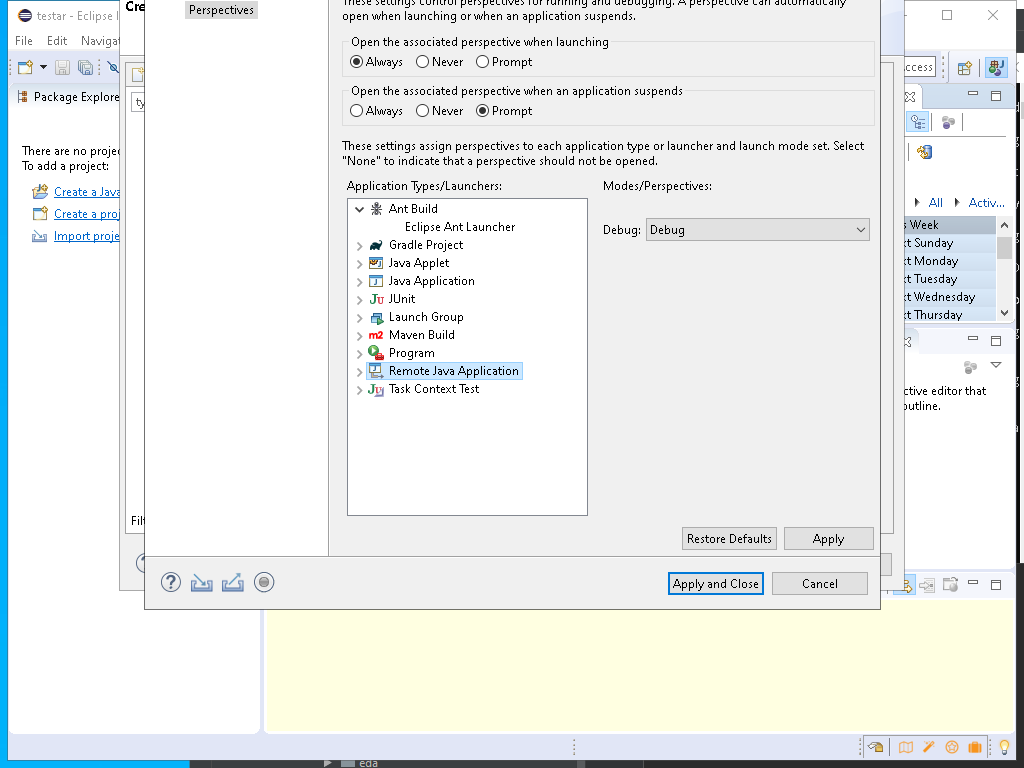 testar - Eclipse I
Cre
File Edit Navigat
Perspectives
These settings control perspectives for running and debugging. A perspective can automatically
open when launching or when an application suspends.
Open the associated perspective when launching
Always Never Prompt
Open the associated perspective when an application suspends
Always Never Prompt
These settings assign perspectives to each application type or launcher and launch mode set. Select
"None" to indicate that a perspective should not be opened.
Application Types/Launchers:
Modes/Perspectives:
Ant Build
Eclipse Ant Launcher
Gradle Project
Java Applet
Java Application
JUnit
Launch Group
Maven Build
Program
Remote Java Application
Task Context Test
Debug: Debug
Restore Defaults Apply
Apply and Close Cancel
Package Explore
ty
There are no projec
To add a project:
Create a Java
Create a proj
Import proje
Filt
ccess
All Activ...
s Week
xt Sunday
xt Monday
xt Tuesday
xt Wednesday
xt Thursday
ctive editor that
outline.
eda